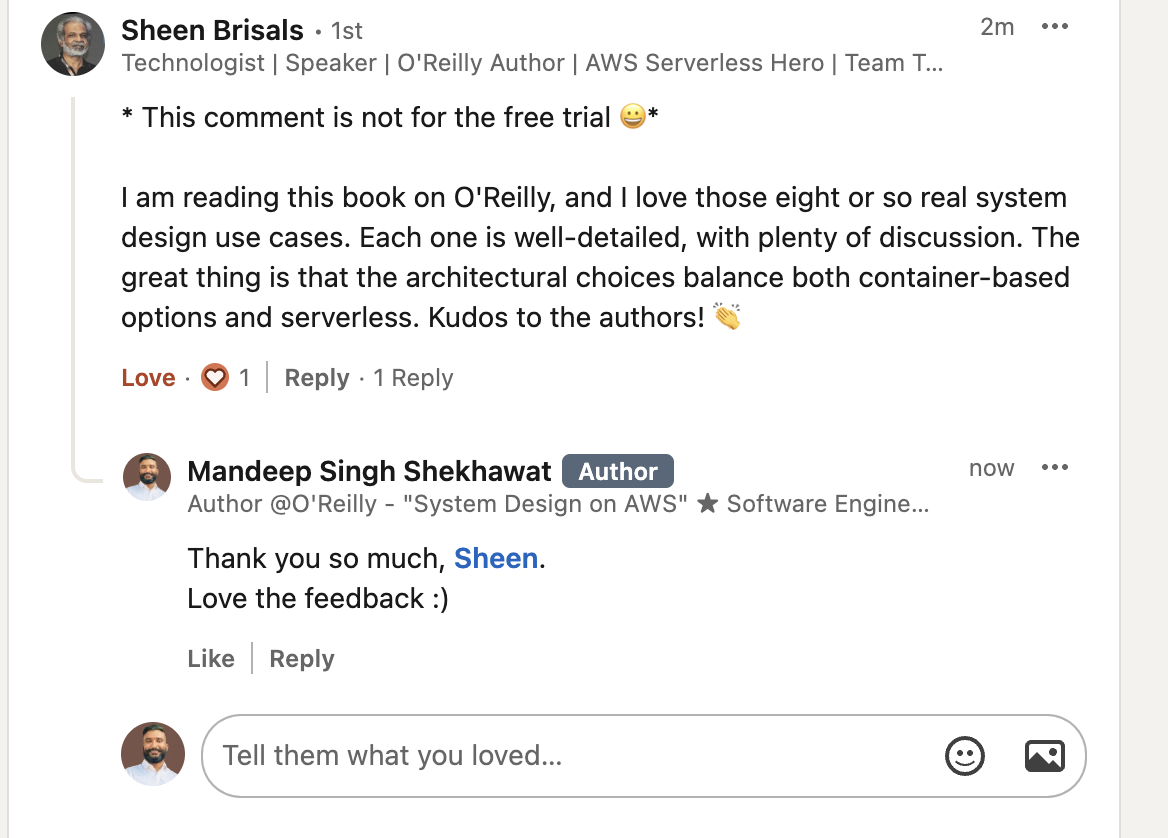 Sheen Brisals • 1st
2m
Technologist | Speaker | O'Reilly Author | AWS Serverless Hero | Team T...
* This comment is not for the free trial 😀*
I am reading this book on O'Reilly, and I love those eight or so real system
design use cases. Each one is well-detailed, with plenty of discussion. The
great thing is that the architectural choices balance both container-based
options and serverless. Kudos to the authors! 👏
Love · 1 | Reply · 1 Reply
Mandeep Singh Shekhawat Author
now
Author @O'Reilly - "System Design on AWS" ★ Software Engine...
Thank you so much, Sheen.
Love the feedback :)
Like | Reply
Tell them what you loved...